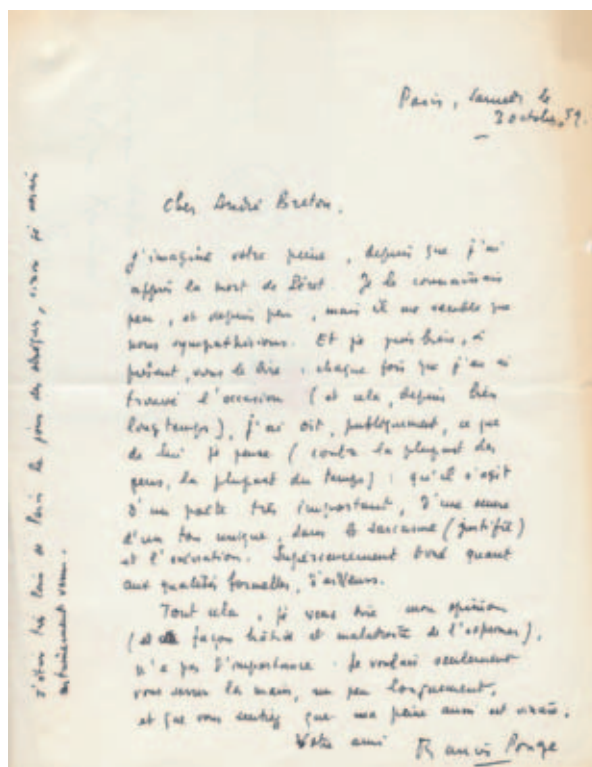 Paris, samedi le
3 octobre, 59.
Cher André Breton,
J'imagine votre peine, depuis que j'ai
appris la mort de Péret. Je le connaissais
peu, et depuis peu, mais il me semble que
nous sympathisions. Et je puis bien, à
présent, vous le dire : chaque fois que j'en ai
trouvé l'occasion (et cela, depuis très
longtemps), j'ai dit, publiquement, ce que
de lui je pense (contre la plupart des
gens, la plupart du temps) : qu'il s'agit
d'un poète très important, d'une
d'un ton unique, dans le sarcasme (justifié)
et l'exécration. Supérieurement doué quant
aux qualités formelles, d'ailleurs.
Tout cela, je veux dire mon opinion
(et façon hâtive et maladroite de l'exprimer),
n'a pas d'importance. Je voulais seulement
vous serrer la main, un peu longuement,
et que vous sentiez que ma peine aussi est vraie.
Votre ami Francis Ponge
J'étais très loin de Paris le jour des obsèques, sinon je serais
certainement venu.